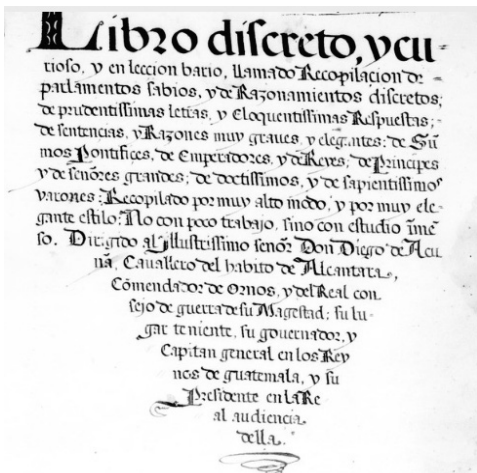 Libro discreto, y cu-
rioso, y en leccion bario, llamado Recopilaçion de
parlamentos sabios, y de Razonamientos discretos;
de prudentissimas letras, y Eloquentissimas Respuestas;
de sentencias, y Razones muy graues, y elegantes: de Sũ
mos Pontifices, de Emperadores, y de Reyes; de Principes
y de señores grandes; de doctissimos, y de sapientissimos
varones: Recopilado por muy alto modo, y por muy ele-
gante estilo: No con poco trabajo, sino con estudio ĩmẽ
so. Dirigido al Illustrissimo señor Don Diego de Acu
ña, Cauallero del habito de Alcantara,
Cõmendador de Ornos, y del Real con
sejo de guerra de su Magestad; su lu-
gar teniente, su gouernador, y
Capitan general en los Rey
nos de guatemala, y su
Presidente en la Re
al audiencia
della.